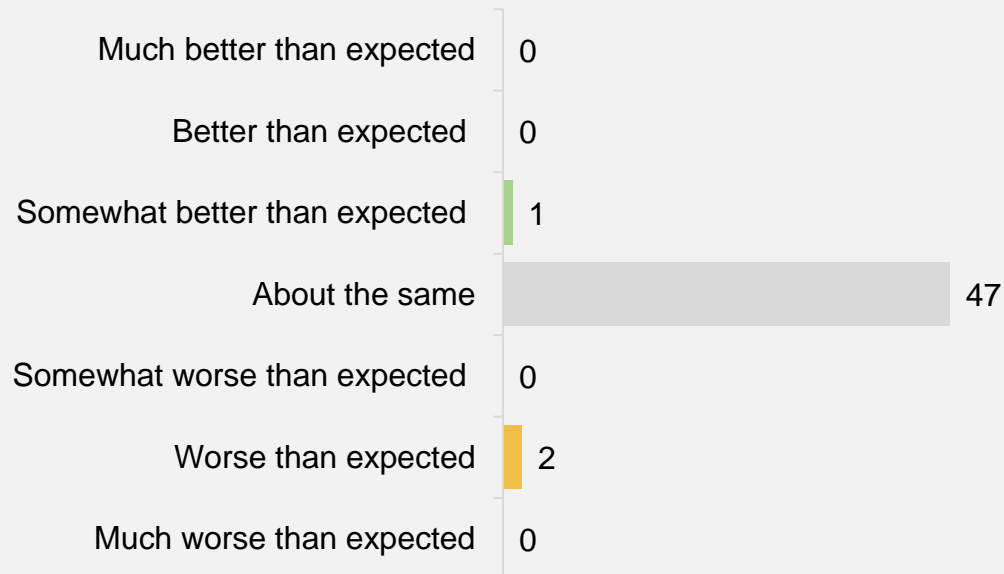 Much better than expected 0
Better than expected 0
Somewhat better than expected 1
About the same 47
Somewhat worse than expected 0
Worse than expected 2
Much worse than expected 0